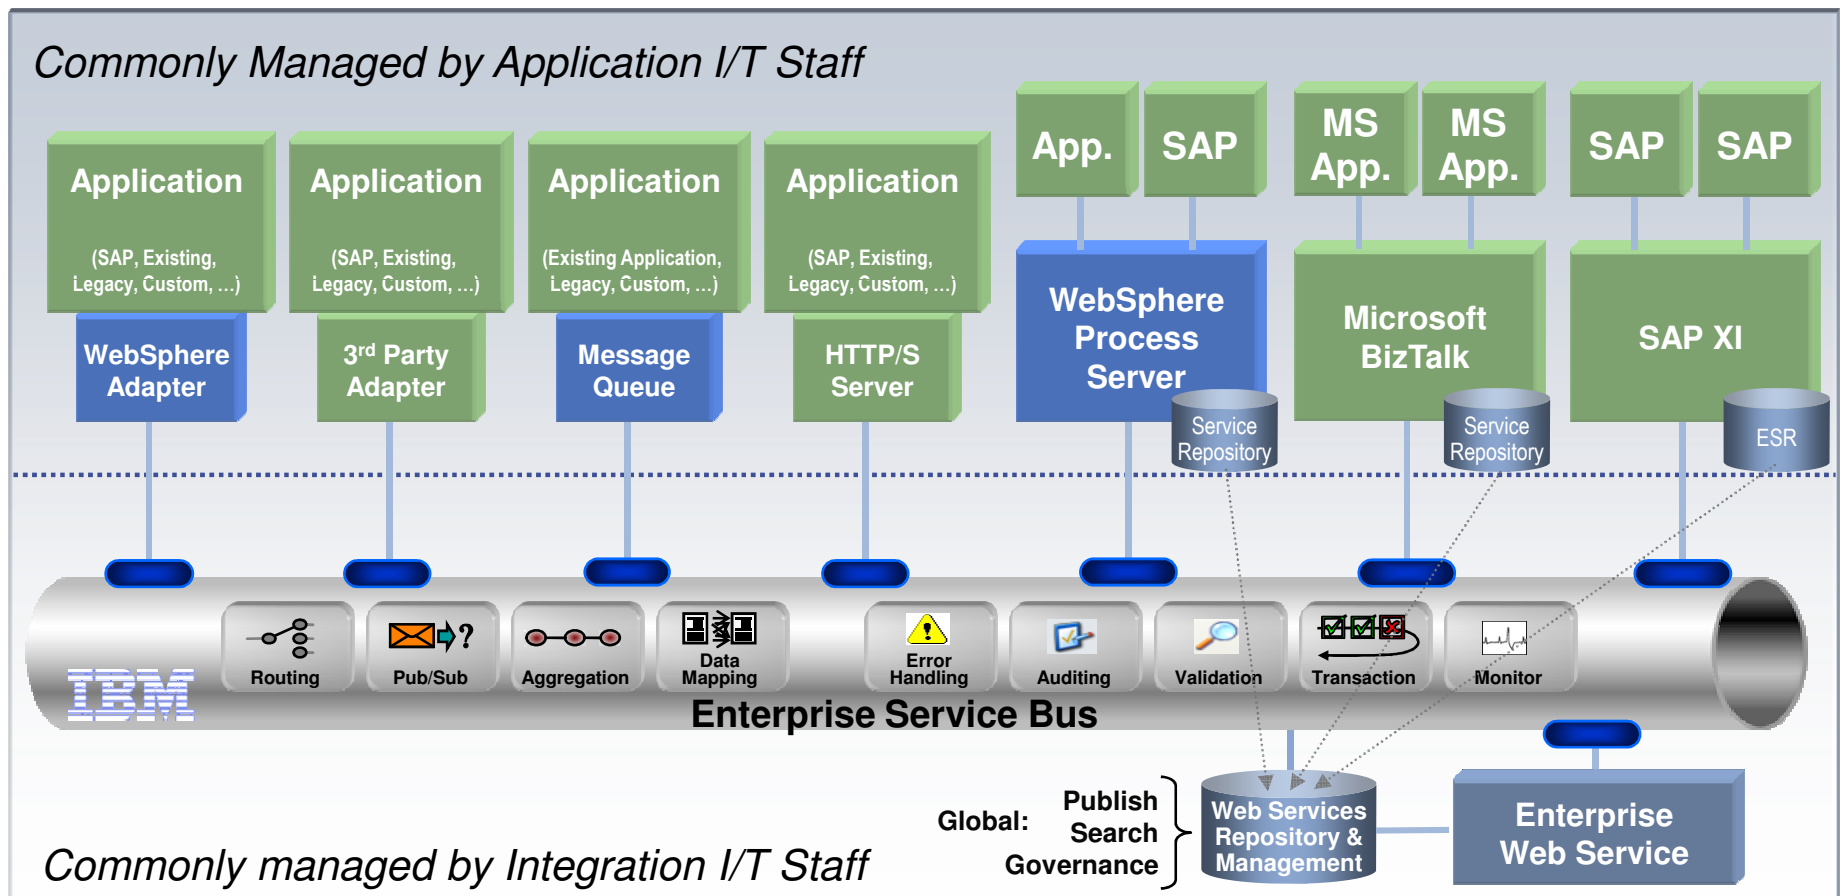 Commonly Managed by Application I/T Staff
Application
(SAP, Existing,
Legacy, Custom, ...)
WebSphere
Adapter
Application
(SAP, Existing,
Legacy, Custom, ...)
3rd Party
Adapter
Application
(Existing Application,
Legacy, Custom, ...)
Message
Queue
Application
(SAP, Existing,
Legacy, Custom, ...)
HTTP/S
Server
App.
SAP
WebSphere
Process
Server
Service
Repository
MS
App.
MS
App.
Microsoft
BizTalk
Service
Repository
SAP
SAP
SAP XI
ESR
IBM
Routing
?
Pub/Sub
Aggregation
Data
Mapping
!
Error
Handling
Auditing
Validation
Transaction
Monitor
Enterprise Service Bus
Global:
Publish
Search
Governance
Web Services
Repository &
Management
Enterprise
Web Service
Commonly managed by Integration I/T Staff